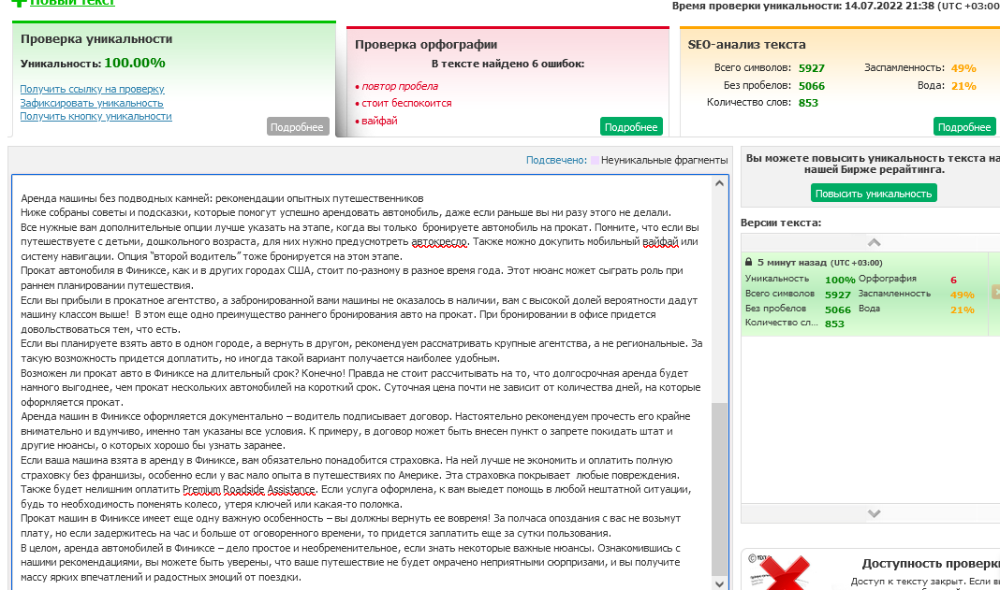 Новый текст
Время проверки уникальности: 14.07.2022 21:38 (UTC +03:00
Проверка уникальности
Уникальность: 100.00%
Получить ссылку на проверку
Зафиксировать уникальность
Получить кнопку уникальности
Подробнее
Проверка орфографии
В тексте найдено 6 ошибок:
• повтор пробела
• стоит беспокоится
• вайфай
Подробнее
SEO-анализ текста
Всего символов: 5927 Заспамленность: 49%
Без пробелов: 5066 Вода: 21%
Количество слов: 853
Подробнее
Подсвечено: Неуникальные фрагменты
Аренда машины без подводных камней: рекомендации опытных путешественников
Ниже собраны советы и подсказки, которые помогут успешно арендовать автомобиль, даже если раньше вы ни разу этого не делали.
Все нужные вам дополнительные опции лучше указать на этапе, когда вы только  бронируете автомобиль на прокат. Помните, что если вы
путешествуете с детьми, дошкольного возраста, для них нужно предусмотреть автокресло. Также можно докупить мобильный вайфай или
систему навигации. Опция “второй водитель” тоже бронируется на этом этапе.
Прокат автомобиля в Финиксе, как и в других городах США, стоит по-разному в разное время года. Этот нюанс может сыграть роль при
раннем планировании путешествия.
Если вы прибыли в прокатное агентство, а забронированной вами машины не оказалось в наличии, вам с высокой долей вероятности дадут
машину классом выше!  В этом еще одно преимущество раннего бронирования авто на прокат. При бронировании в офисе придется
довольствоваться тем, что есть.
Если вы планируете взять авто в одном городе, а вернуть в другом, рекомендуем рассматривать крупные агентства, а не региональные. За
такую возможность придется доплатить, но иногда такой вариант получается наиболее удобным.
Возможен ли прокат авто в Финиксе на длительный срок? Конечно! Правда не стоит рассчитывать на то, что долгосрочная аренда будет
намного выгоднее, чем прокат нескольких автомобилей на короткий срок. Суточная цена почти не зависит от количества дней, на которые
оформляется прокат.
Аренда машин в Финиксе оформляется документально – водитель подписывает договор. Настоятельно рекомендуем прочесть его крайне
внимательно и вдумчиво, именно там указаны все условия. К примеру, в договор может быть внесен пункт о запрете покидать штат и
другие нюансы, о которых хорошо бы узнать заранее.
Если ваша машина взята в аренду в Финиксе, вам обязательно понадобится страховка. На ней лучше не экономить и оплатить полную
страховку без франшизы, особенно если у вас мало опыта в путешествиях по Америке. Эта страховка покрывает  любые повреждения.
Также будет нелишним оплатить Premium Roadside Assistance. Если услуга оформлена, к вам выедет помощь в любой нештатной ситуации,
будь то необходимость поменять колесо, утеря ключей или какая-то поломка.
Прокат машин в Финиксе имеет еще одну важную особенность – вы должны вернуть ее вовремя! За полчаса опоздания с вас не возьмут
плату, но если задержитесь на час и больше от оговоренного времени, то придется заплатить еще за сутки пользования.
В целом, аренда автомобилей в Финиксе – дело простое и необременительное, если знать некоторые важные нюансы. Ознакомившись с
нашими рекомендациями, вы можете быть уверены, что ваше путешествие не будет омрачено неприятными сюрпризами, и вы получите
массу ярких впечатлений и радостных эмоций от поездки.
Вы можете повысить уникальность текста на
нашей Бирже рерайтинга.
Повысить уникальность
Версии текста:
5 минут назад (UTC +03:00)
Уникальность 100% Орфография 6
Всего символов 5927 Заспамленность 49%
Без пробелов 5066 Вода 21%
Количество сл... 853
Доступность проверки
Доступ к тексту закрыт. Если вы